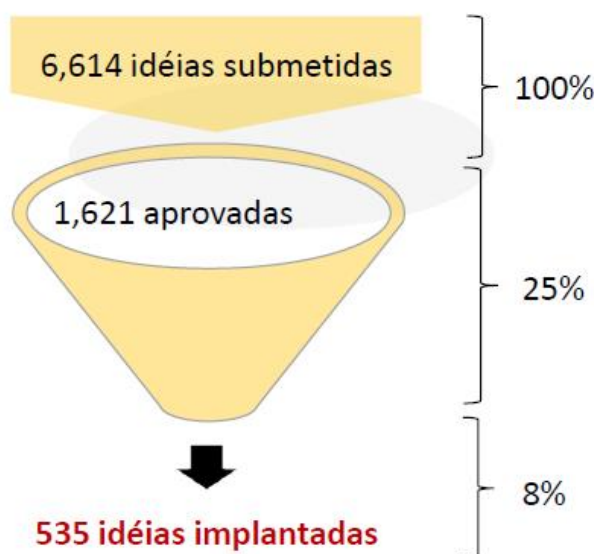 6,614 idéias submetidas
100%
1,621 aprovadas
25%
8%
535 idéias implantadas